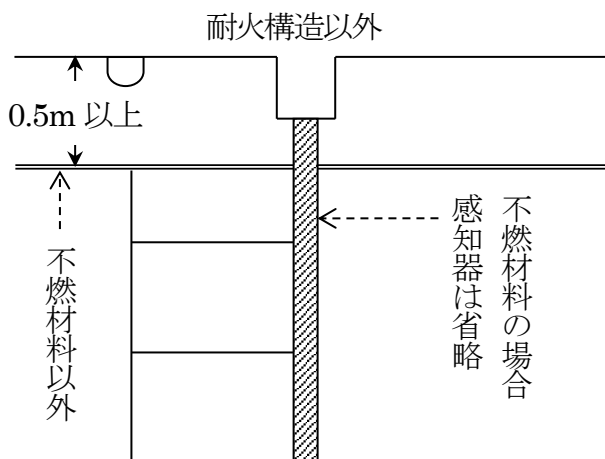 耐火構造以外
0.5m 以上
不燃材料以外
不燃材料の場合
感知器は省略